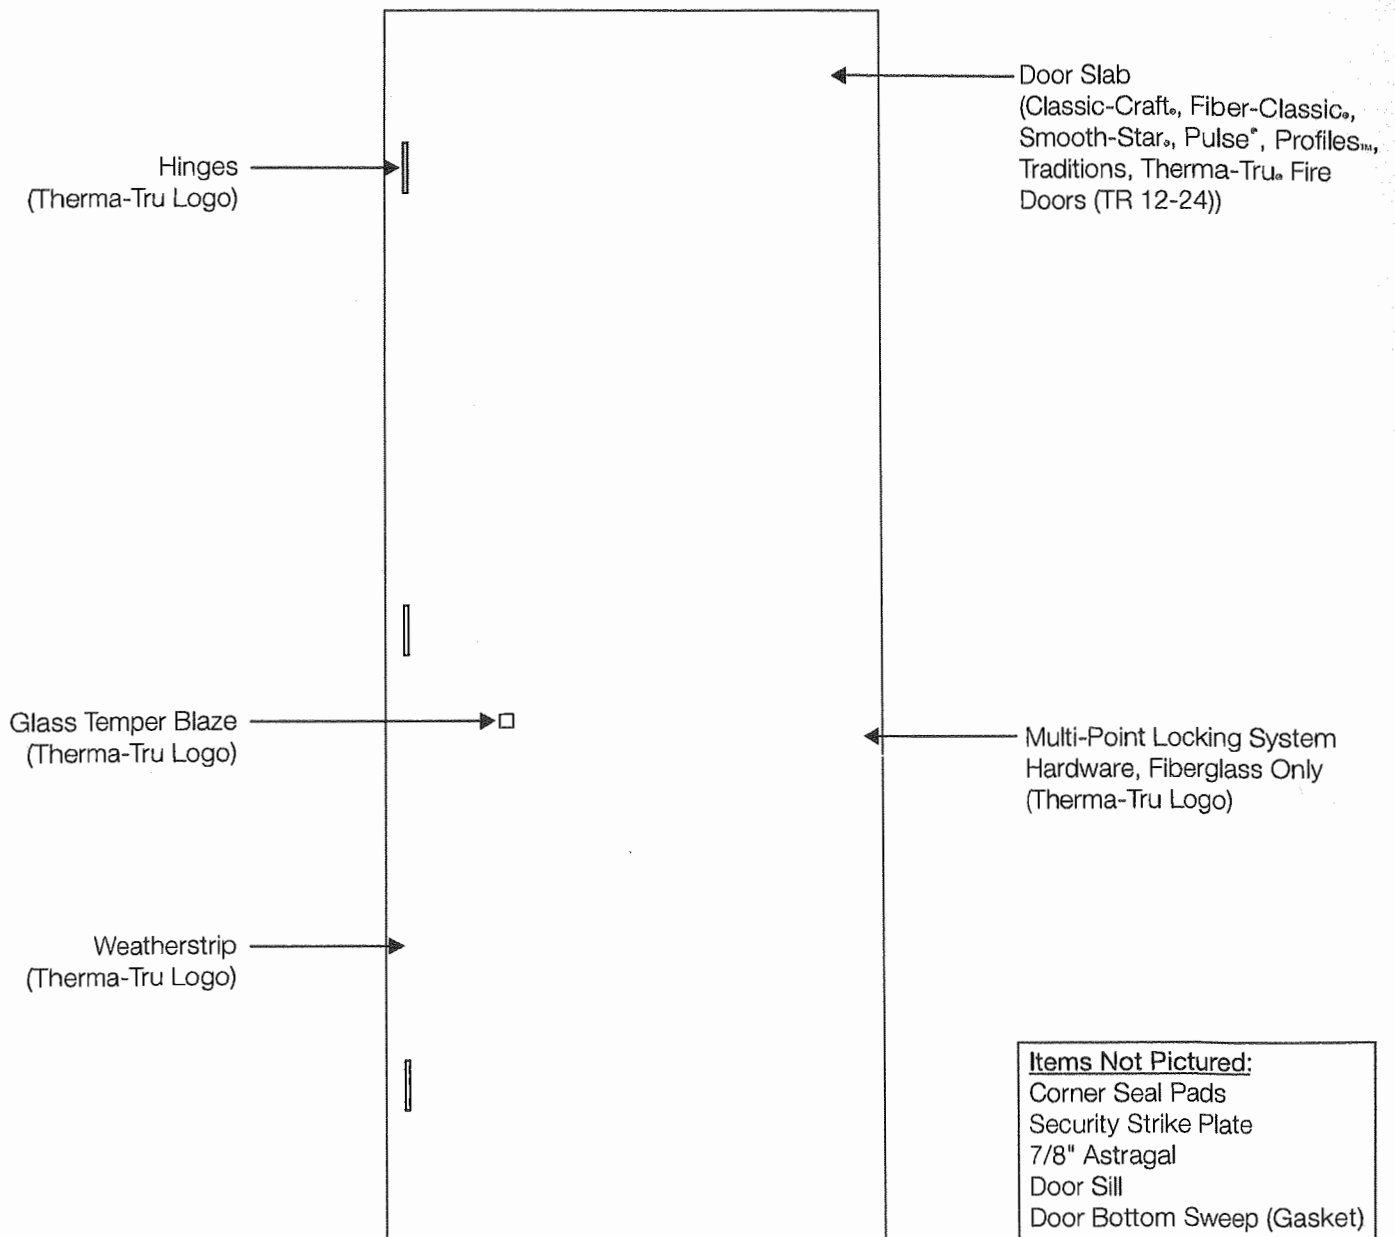 Door Slab
(Classic-Craft®, Fiber-Classic®,
Smooth-Star®, Pulse®, Profiles™,
Traditions, Therma-Tru® Fire
Doors (TR 12-24))
Hinges
(Therma-Tru Logo)
Glass Temper Blaze
(Therma-Tru Logo)
Multi-Point Locking System
Hardware, Fiberglass Only
(Therma-Tru Logo)
Weatherstrip
(Therma-Tru Logo)
Items Not Pictured:
Corner Seal Pads
Security Strike Plate
7/8" Astragal
Door Sill
Door Bottom Sweep (Gasket)